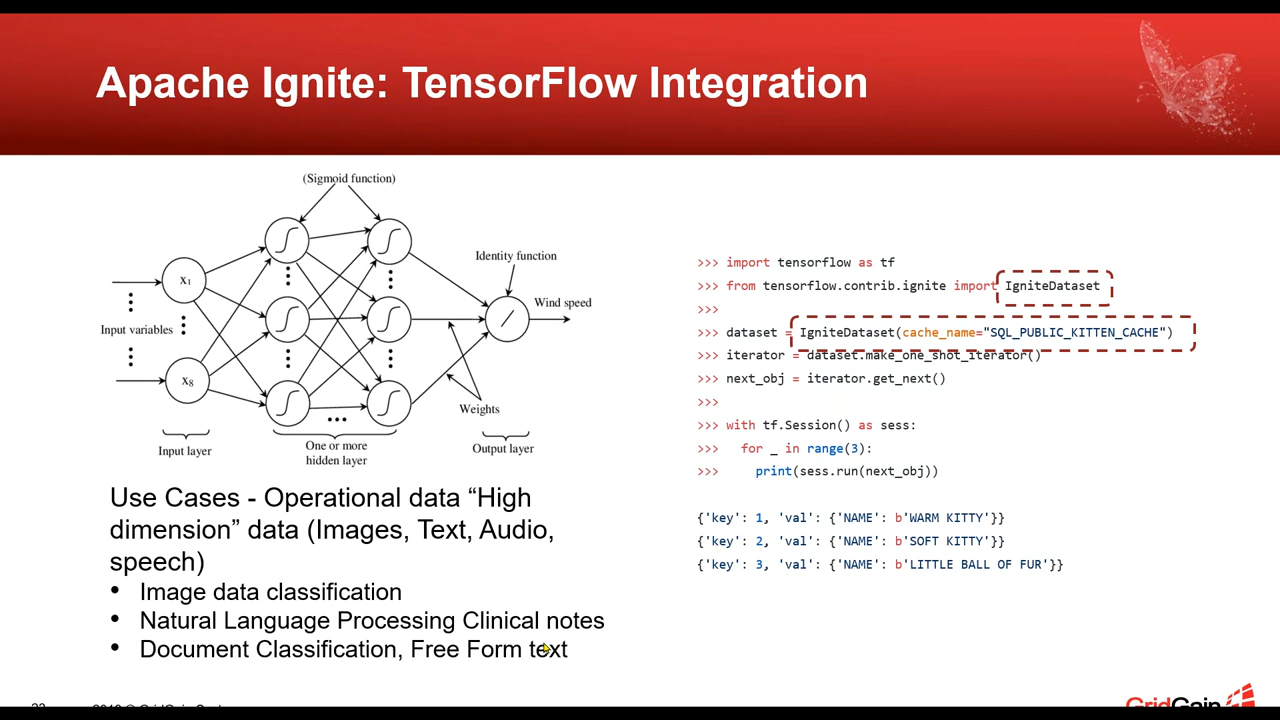 Apache Ignite: TensorFlow Integration
(Sigmoid function)
Identity function
Wind speed
x1
Input variables
x8
Weights
Input layer
One or more
hidden layer
Output layer
Use Cases - Operational data “High
dimension” data (Images, Text, Audio,
speech)
• Image data classification
• Natural Language Processing Clinical notes
• Document Classification, Free Form text
>>> import tensorflow as tf
>>> from tensorflow.contrib.ignite import IgniteDataset
>>>
>>> dataset = IgniteDataset(cache_name="SQL_PUBLIC_KITTEN_CACHE")
>>> iterator = dataset.make_one_shot_iterator()
>>> next_obj = iterator.get_next()
>>>
>>> with tf.Session() as sess:
>>>   for _ in range(3):
>>>     print(sess.run(next_obj))
{'key': 1, 'val': {'NAME': b'WARM KITTY'}}
{'key': 2, 'val': {'NAME': b'SOFT KITTY'}}
{'key': 3, 'val': {'NAME': b'LITTLE BALL OF FUR'}}
GridGain